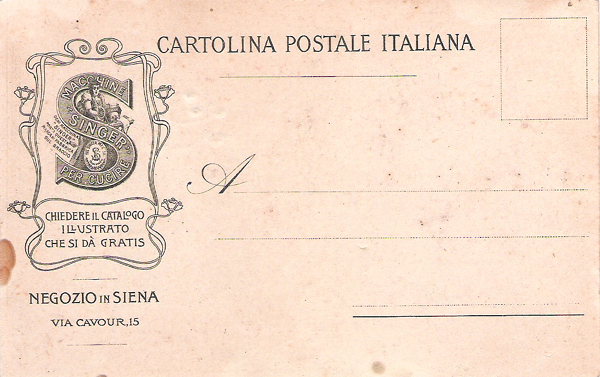 CARTOLINA POSTALE ITALIANA
MACCHINE
SINGER
PER CUCIRE
CHIEDERE IL CATALOGO
ILLUSTRATO
CHE SI DÀ GRATIS
NEGOZIO IN SIENA
VIA CAVOUR, 15
A